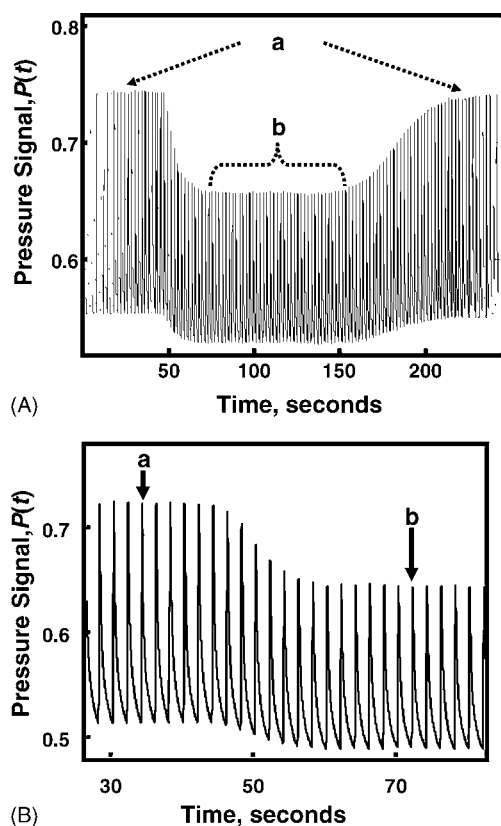 0.8
a
0.7
b
0.6
Pressure Signal,P(t)
50 100 150 200
(A)
Time, seconds
a
0.7
b
0.6
Pressure Signal,P(t)
0.5
30 50 70
(B)
Time, seconds